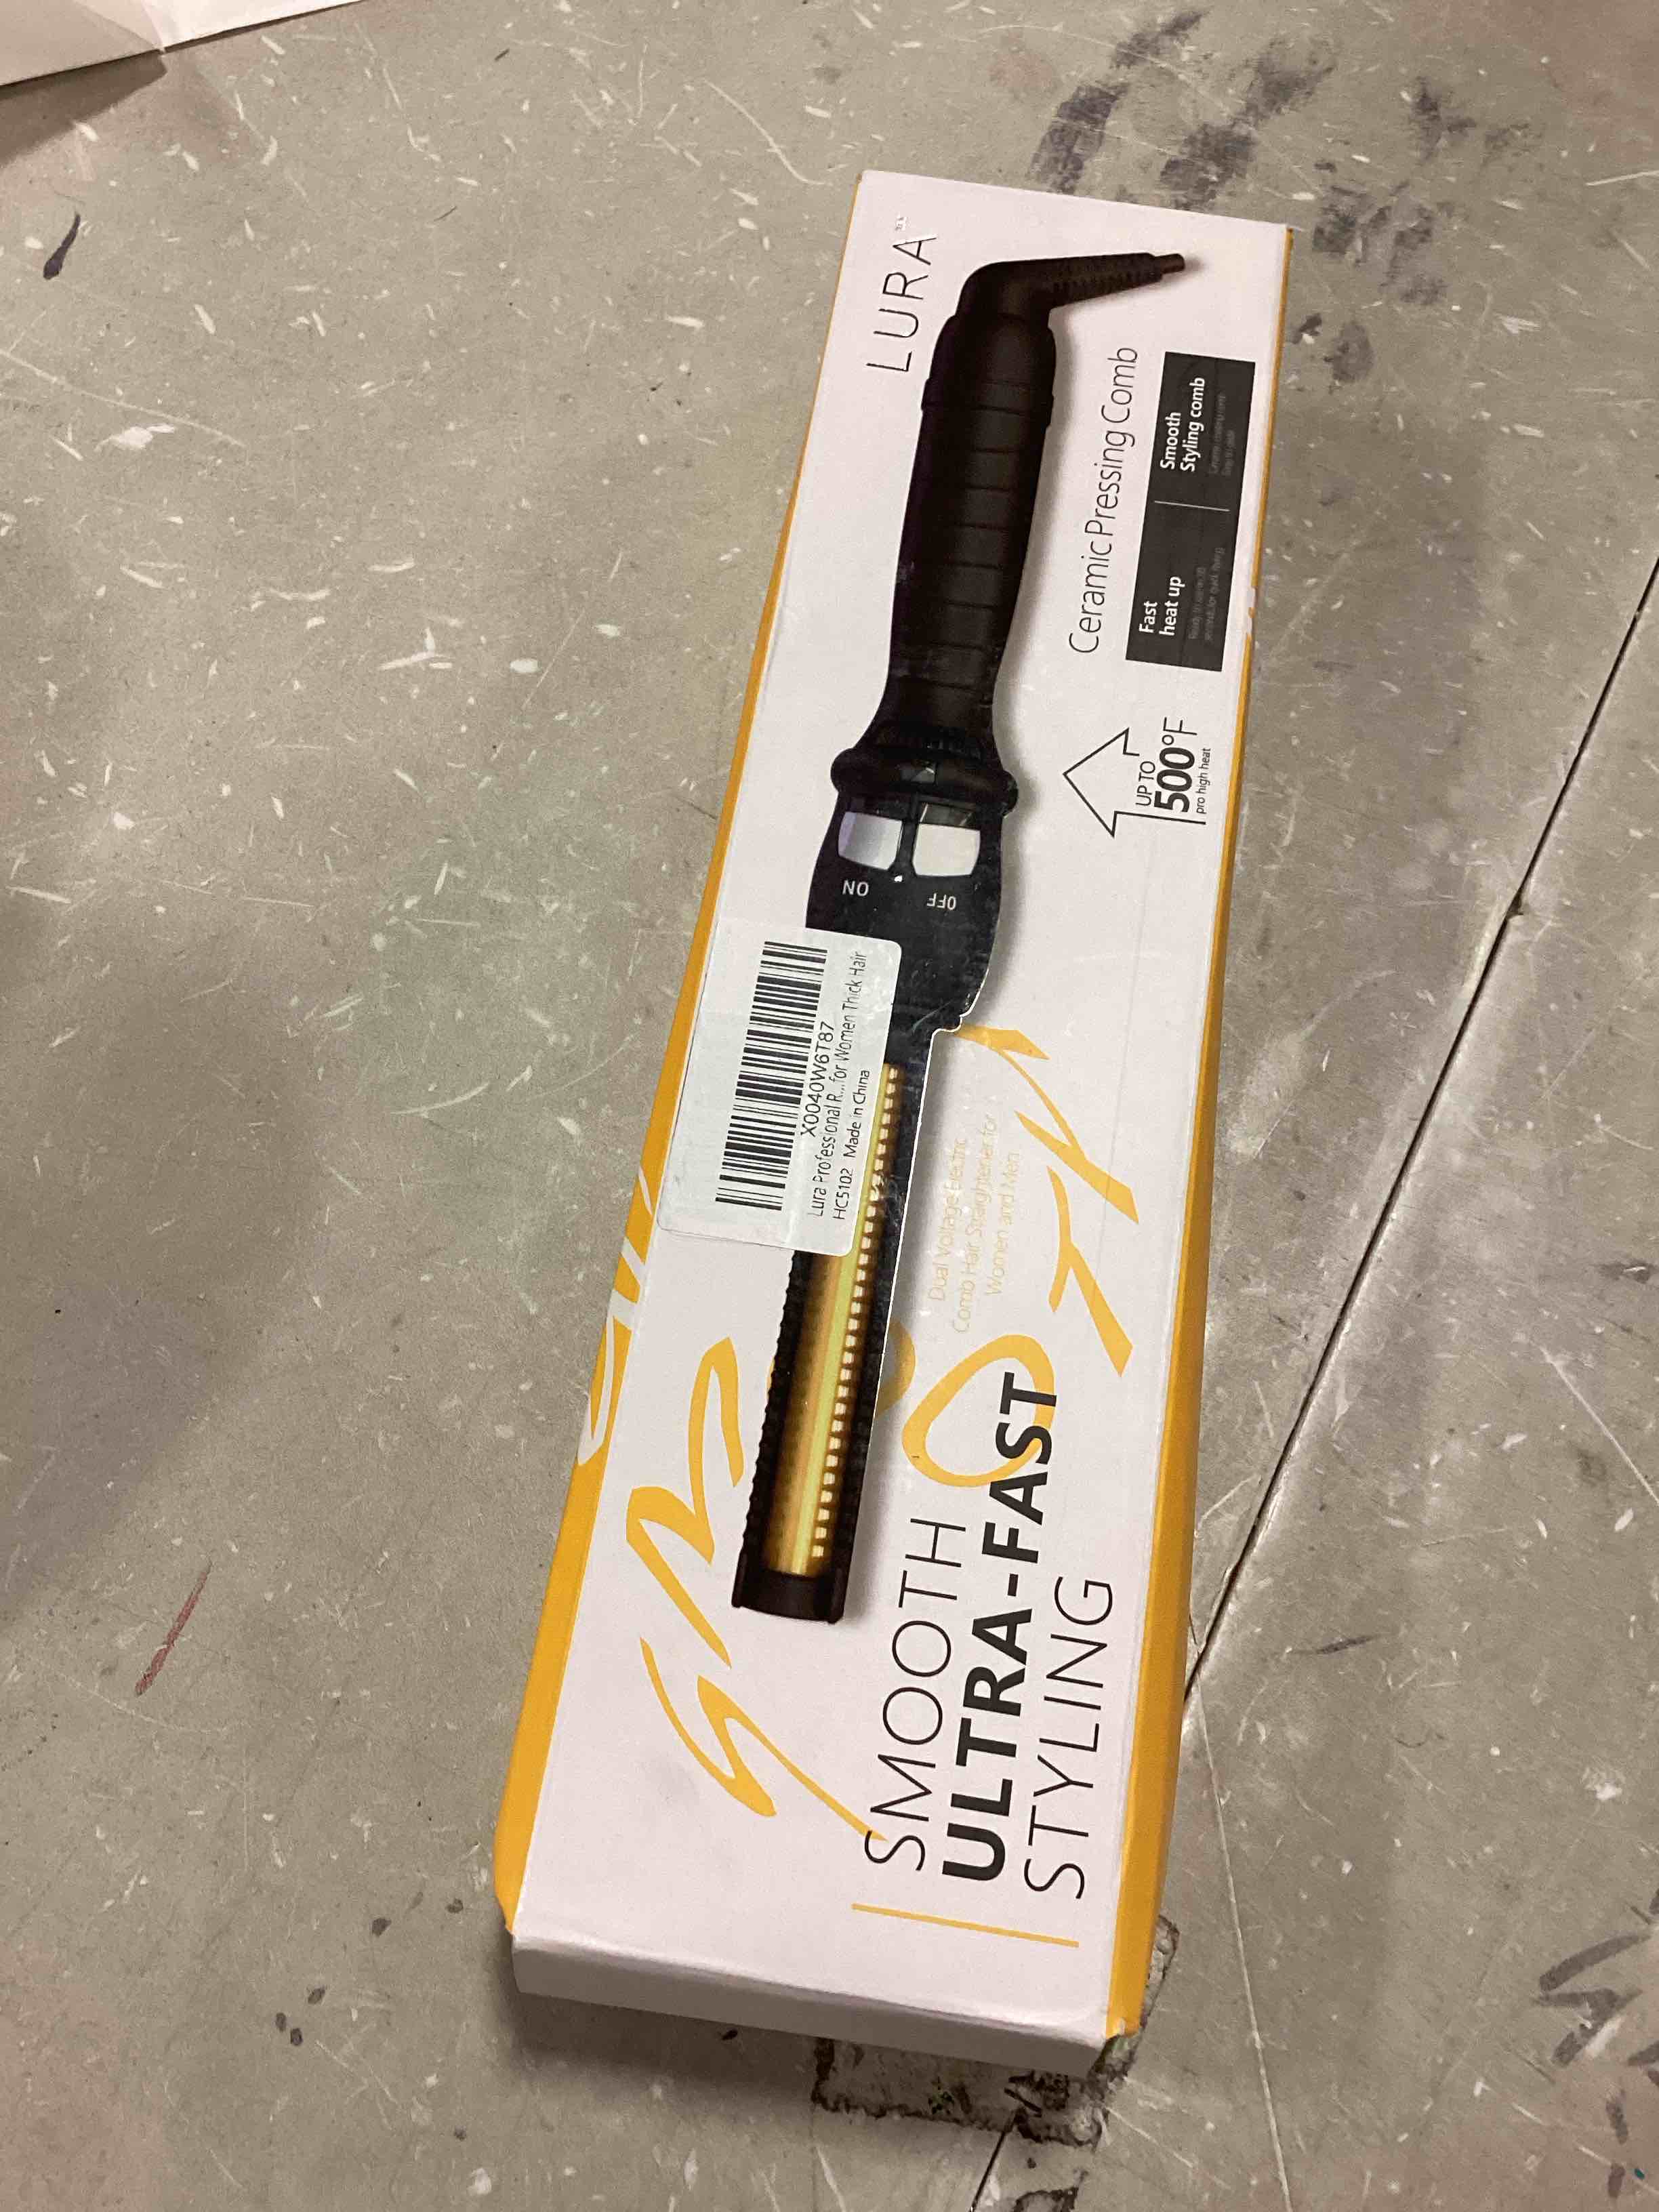 LURA™
Ceramic Pressing Comb
Fast
heat up
Smooth
Styling comb
UP TO
500°F
pro high heat
ON
OFF
X0040W6T87
Lura Professional R...for Women Thick Hair
HC5102 Made in China
Dual Voltage Electric
Comb Hair Straightener for
Women and Men
SMOOTH
ULTRA-FAST
STYLING